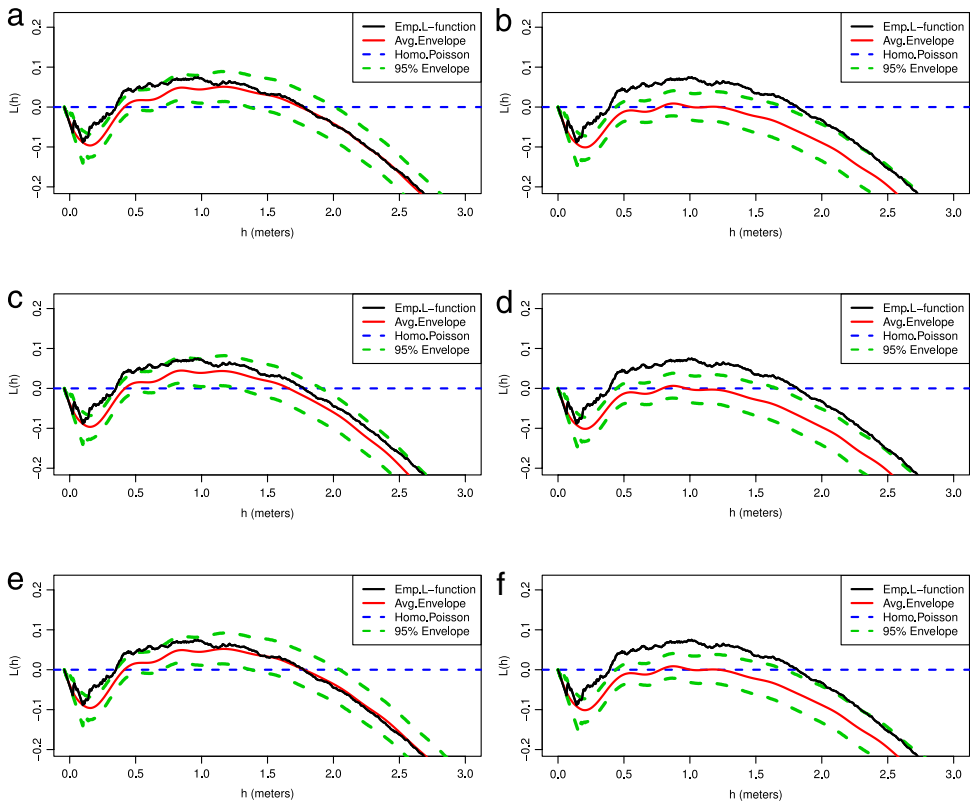 a
0.2
0.1
0.0
−0.1
−0.2
L(h)
Emp.L−function
Avg.Envelope
Homo.Poisson
95% Envelope
0.0 0.5 1.0 1.5 2.0 2.5 3.0
h (meters)
b
0.2
0.1
0.0
−0.1
−0.2
L(h)
Emp.L−function
Avg.Envelope
Homo.Poisson
95% Envelope
0.0 0.5 1.0 1.5 2.0 2.5 3.0
h (meters)
c
0.2
0.1
0.0
−0.1
−0.2
L(h)
Emp.L−function
Avg.Envelope
Homo.Poisson
95% Envelope
0.0 0.5 1.0 1.5 2.0 2.5 3.0
h (meters)
d
0.2
0.1
0.0
−0.1
−0.2
L(h)
Emp.L−function
Avg.Envelope
Homo.Poisson
95% Envelope
0.0 0.5 1.0 1.5 2.0 2.5 3.0
h (meters)
e
0.2
0.1
0.0
−0.1
−0.2
L(h)
Emp.L−function
Avg.Envelope
Homo.Poisson
95% Envelope
0.0 0.5 1.0 1.5 2.0 2.5 3.0
h (meters)
f
0.2
0.1
0.0
−0.1
−0.2
L(h)
Emp.L−function
Avg.Envelope
Homo.Poisson
95% Envelope
0.0 0.5 1.0 1.5 2.0 2.5 3.0
h (meters)